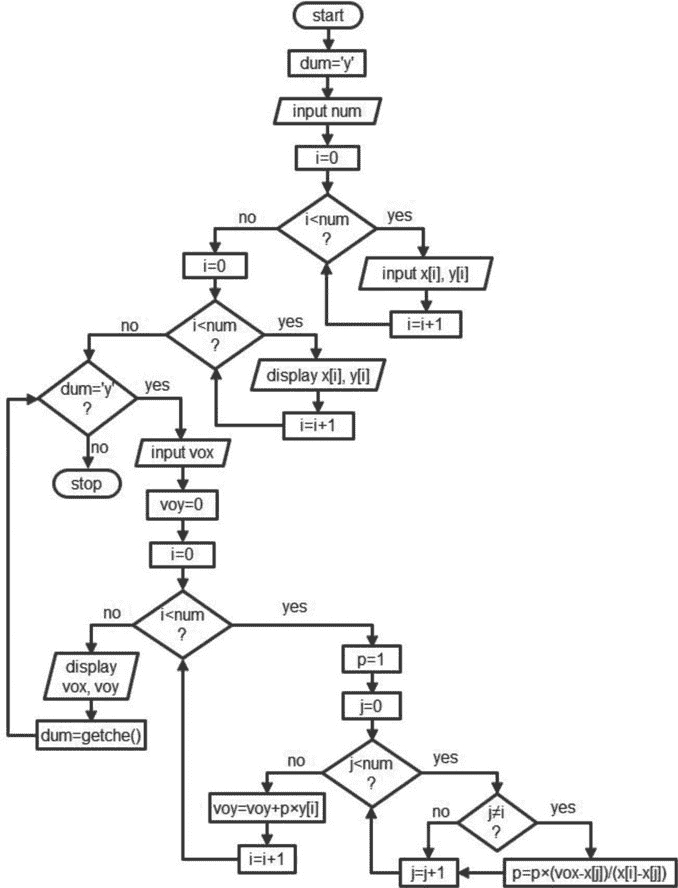 start
dum='y'
input num
i=0
i<num
?
no
yes
input x[i], y[i]
i=i+1
i=0
i<num
?
no
yes
display x[i], y[i]
i=i+1
dum='y'
?
yes
no
stop
input vox
voy=0
i=0
i<num
?
no
yes
display
vox, voy
dum=getche()
p=1
j=0
j<num
?
no
yes
voy=voy+p×y[i]
i=i+1
j≠i
?
no
yes
j=j+1
p=p×(vox-x[j])/(x[i]-x[j])